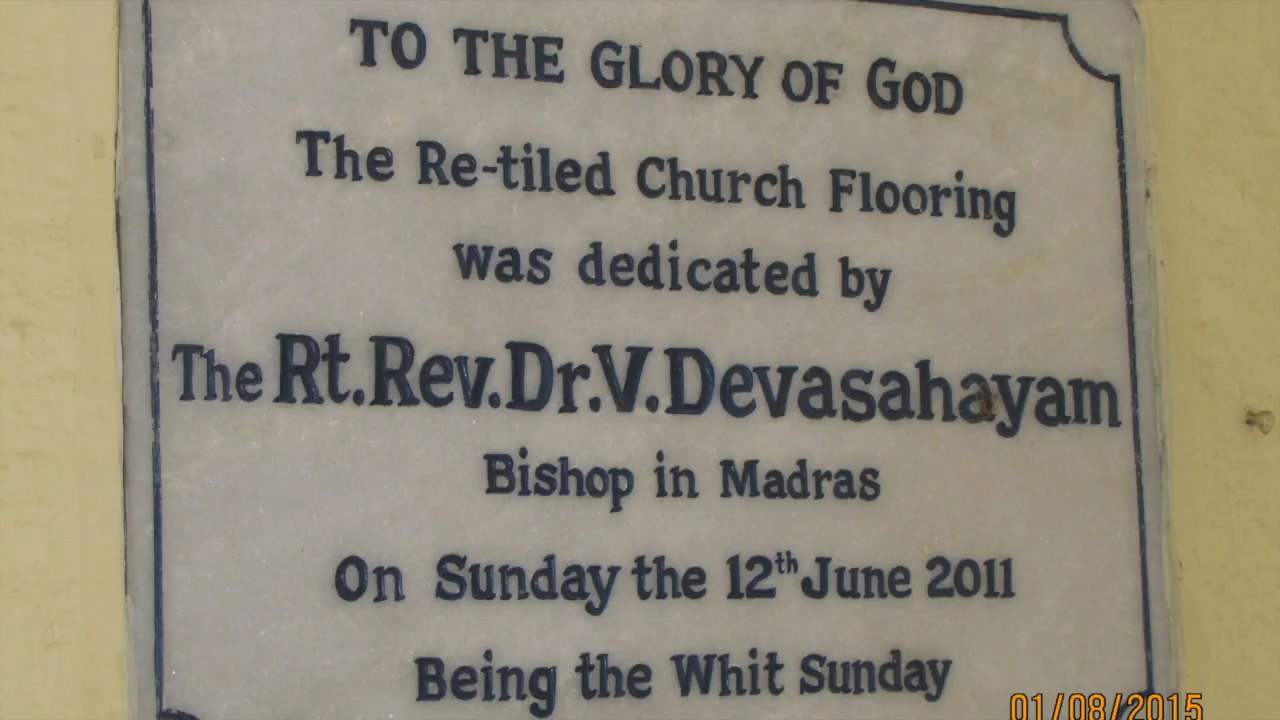 TO THE GLORY OF GOD
The Re-tiled Church Flooring
was dedicated by
The Rt.Rev.Dr.V.Devasahayam
Bishop in Madras
On Sunday the 12th June 2011
Being the Whit Sunday
01/08/2015